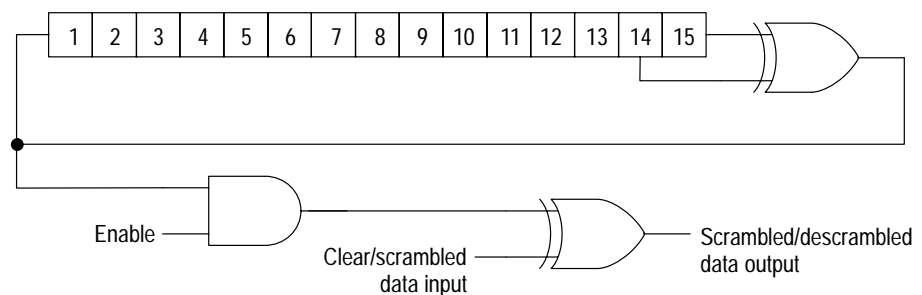 1 2 3 4 5 6 7 8 9 10 11 12 13 14 15
Enable
Clear/scrambled
data input
Scrambled/descrambled
data output